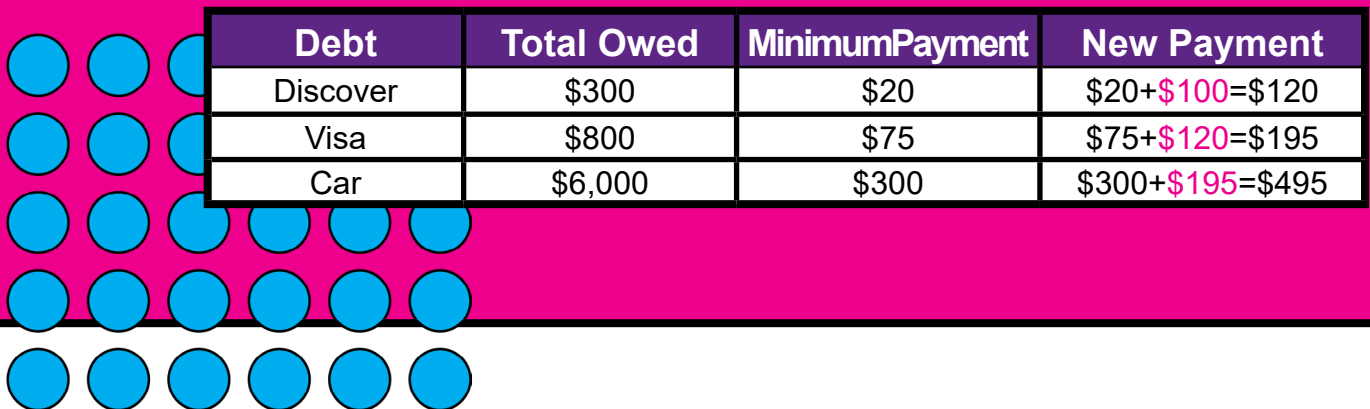 Debt Total Owed MinimumPayment New Payment
Discover $300 $20 $20+$100=$120
Visa $800 $75 $75+$120=$195
Car $6,000 $300 $300+$195=$495